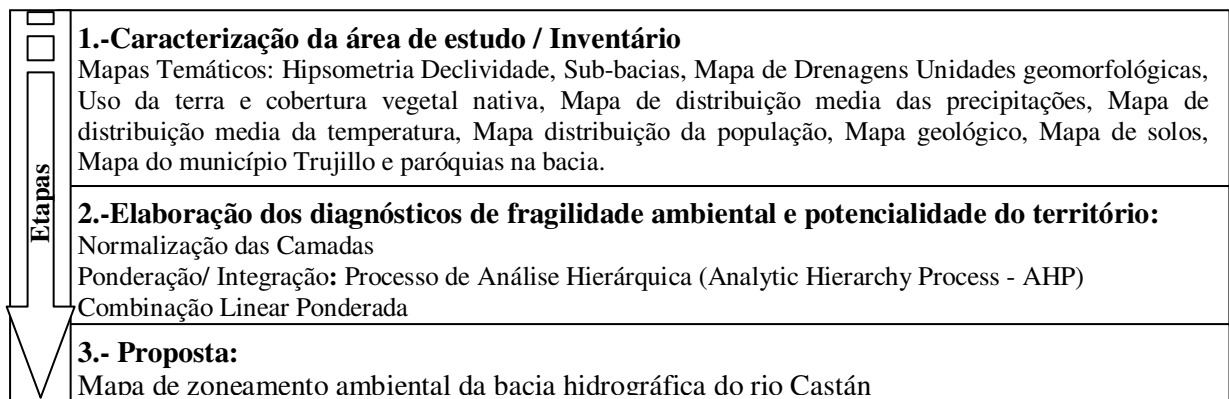 Etapas
1.-Caracterização da área de estudo / Inventário
Mapas Temáticos: Hipsometria Declividade, Sub-bacias, Mapa de Drenagens Unidades geomorfológicas,
Uso da terra e cobertura vegetal nativa, Mapa de distribuição media das precipitações, Mapa de
distribuição media da temperatura, Mapa distribuição da população, Mapa geológico, Mapa de solos,
Mapa do município Trujillo e paróquias na bacia.
2.-Elaboração dos diagnósticos de fragilidade ambiental e potencialidade do território:
Normalização das Camadas
Ponderação/ Integração: Processo de Análise Hierárquica (Analytic Hierarchy Process - AHP)
Combinação Linear Ponderada
3.- Proposta:
Mapa de zoneamento ambiental da bacia hidrográfica do rio Castán